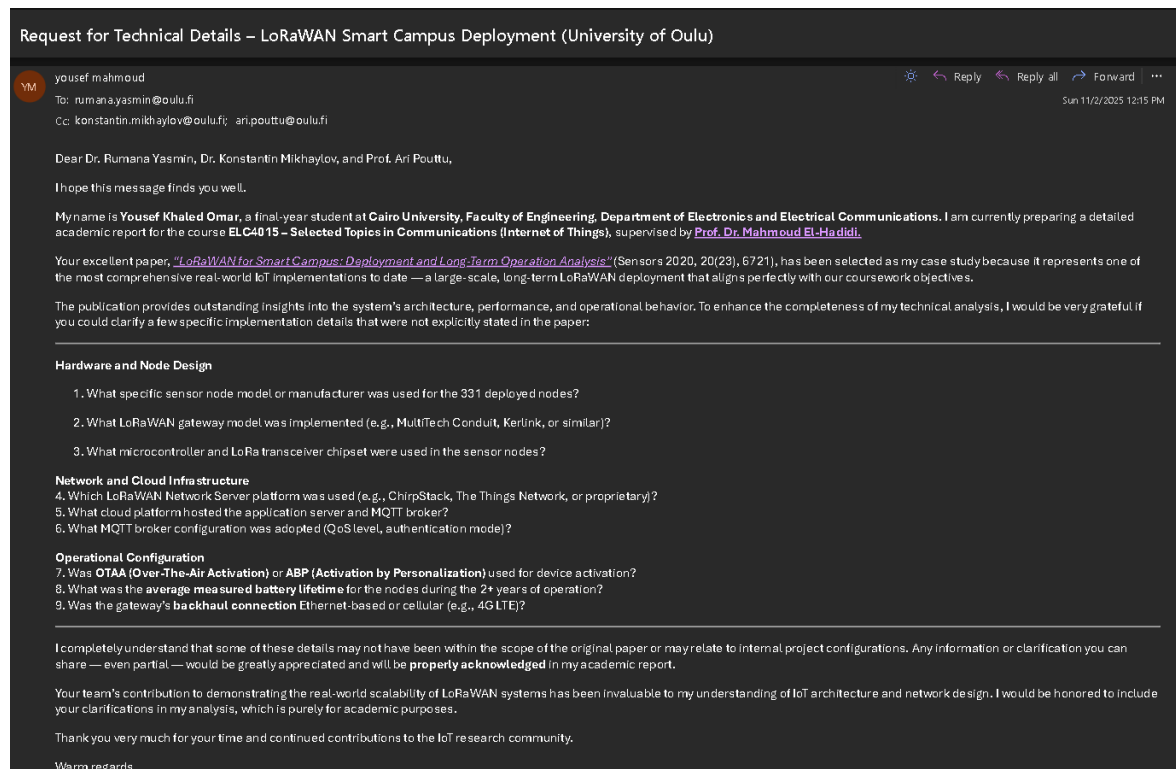 Request for Technical Details – LoRaWAN Smart Campus Deployment (University of Oulu)
YM
yousef mahmoud
Reply
Reply all
Forward
To: rumana.yasmin@oulu.fi
Sun 11/2/2025 12:15 PM
Cc: konstantin.mikhaylov@oulu.fi; ari.pouttu@oulu.fi
Dear Dr. Rumana Yasmin, Dr. Konstantin Mikhaylov, and Prof. Ari Pouttu,
I hope this message finds you well.
My name is Yousef Khaled Omar, a final-year student at Cairo University, Faculty of Engineering, Department of Electronics and Electrical Communications. I am currently preparing a detailed
academic report for the course ELC4015 – Selected Topics in Communications (Internet of Things), supervised by Prof. Dr. Mahmoud El-Hadidi.
Your excellent paper, "LoRaWAN for Smart Campus: Deployment and Long-Term Operation Analysis" (Sensors 2020, 20(23), 6721), has been selected as my case study because it represents one of
the most comprehensive real-world IoT implementations to date — a large-scale, long-term LoRaWAN deployment that aligns perfectly with our coursework objectives.
The publication provides outstanding insights into the system's architecture, performance, and operational behavior. To enhance the completeness of my technical analysis, I would be very grateful if
you could clarify a few specific implementation details that were not explicitly stated in the paper:
Hardware and Node Design
1. What specific sensor node model or manufacturer was used for the 331 deployed nodes?
2. What LoRaWAN gateway model was implemented (e.g., MultiTech Conduit, Kerlink, or similar)?
3. What microcontroller and LoRa transceiver chipset were used in the sensor nodes?
Network and Cloud Infrastructure
4. Which LoRaWAN Network Server platform was used (e.g., ChirpStack, The Things Network, or proprietary)?
5. What cloud platform hosted the application server and MQTT broker?
6. What MQTT broker configuration was adopted (QoS level, authentication mode)?
Operational Configuration
7. Was OTAA (Over-The-Air Activation) or ABP (Activation by Personalization) used for device activation?
8. What was the average measured battery lifetime for the nodes during the 2+ years of operation?
9. Was the gateway's backhaul connection Ethernet-based or cellular (e.g., 4G LTE)?
I completely understand that some of these details may not have been within the scope of the original paper or may relate to internal project configurations. Any information or clarification you can
share — even partial — would be greatly appreciated and will be properly acknowledged in my academic report.
Your team's contribution to demonstrating the real-world scalability of LoRaWAN systems has been invaluable to my understanding of IoT architecture and network design. I would be honored to include
your clarifications in my analysis, which is purely for academic purposes.
Thank you very much for your time and continued contributions to the IoT research community.
Warm regards